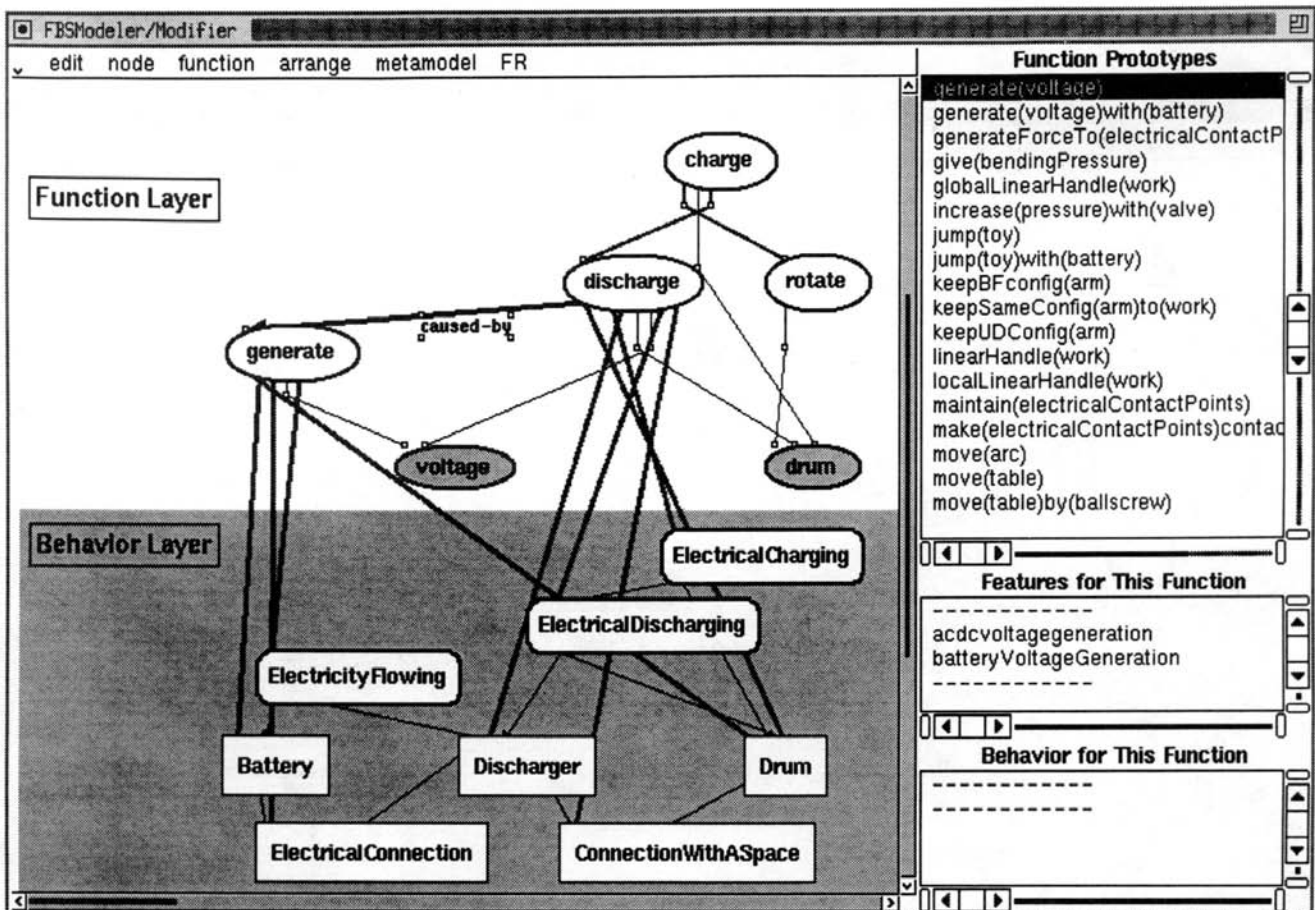 FBSModeler/Modifier
edit node function arrange metamodel FR
Function Layer
charge
discharge
rotate
caused-by
generate
voltage
drum
Behavior Layer
ElectricalCharging
ElectricalDischarging
ElectricityFlowing
Battery
Discharger
Drum
ElectricalConnection
ConnectionWithASpace
Function Prototypes
generate(voltage)
generate(voltage)with(battery)
generateForceTo(electricalContactP
give(bendingPressure)
globalLinearHandle(work)
increase(pressure)with(valve)
jump(toy)
jump(toy)with(battery)
keepBFconfig(arm)
keepSameConfig(arm)to(work)
keepUDConfig(arm)
linearHandle(work)
localLinearHandle(work)
maintain(electricalContactPoints)
make(electricalContactPoints)contac
move(arc)
move(table)
move(table)by(ballscrew)
Features for This Function
------------
acdcvoltagegeneration
batteryVoltageGeneration
------------
Behavior for This Function
------------
------------